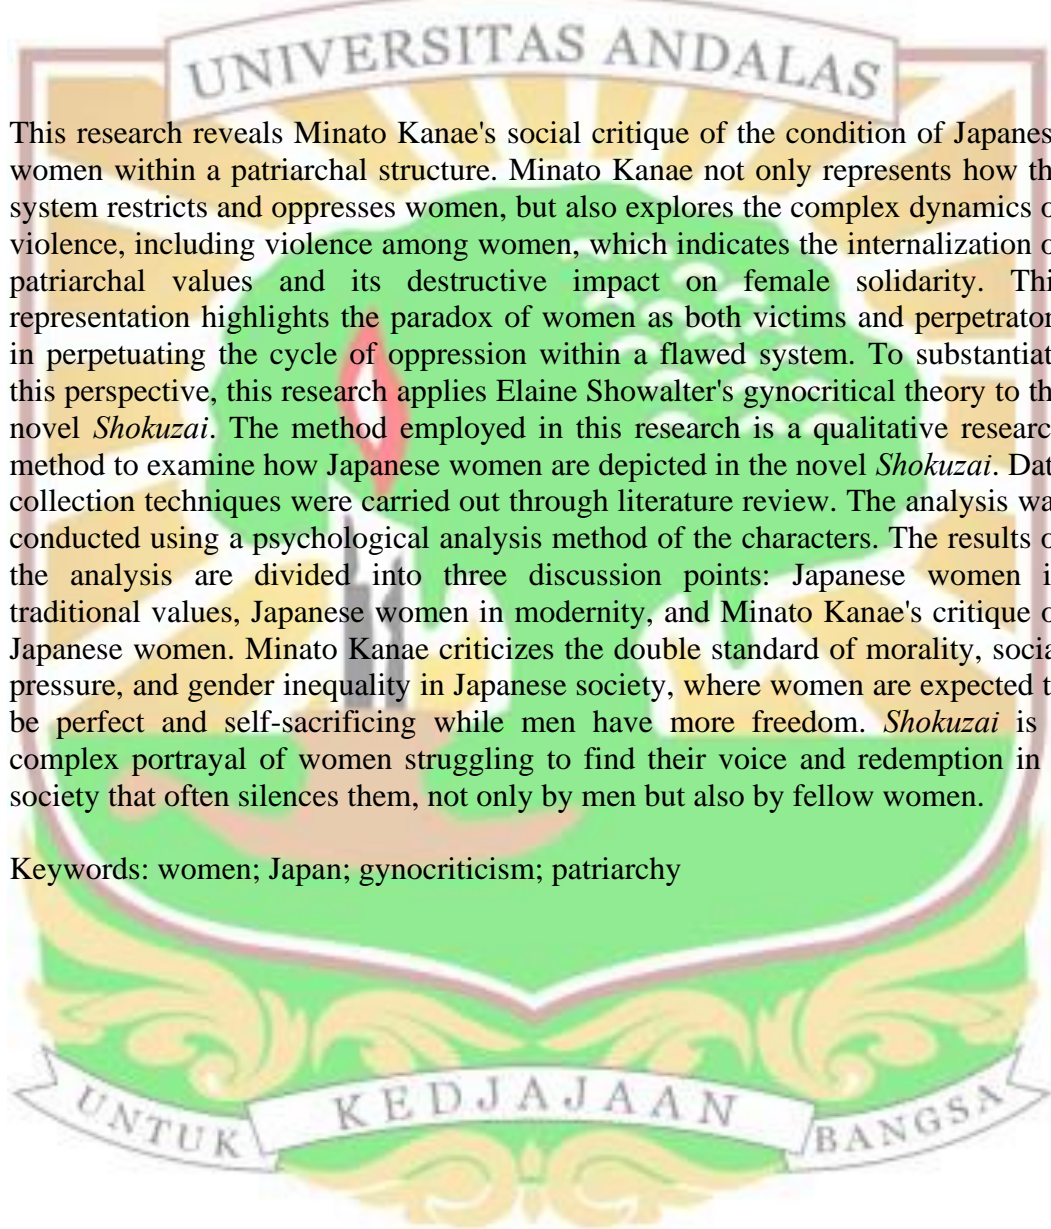 UNIVERSITAS ANDALAS
This research reveals Minato Kanae's social critique of the condition of Japanes
women within a patriarchal structure. Minato Kanae not only represents how th
system restricts and oppresses women, but also explores the complex dynamics o
violence, including violence among women, which indicates the internalization o
patriarchal values and its destructive impact on female solidarity. Thi
representation highlights the paradox of women as both victims and perpetrator
in perpetuating the cycle of oppression within a flawed system. To substantiat
this perspective, this research applies Elaine Showalter's gynocritical theory to th
novel Shokuzai. The method employed in this research is a qualitative researc
method to examine how Japanese women are depicted in the novel Shokuzai. Dat
collection techniques were carried out through literature review. The analysis wa
conducted using a psychological analysis method of the characters. The results o
the analysis are divided into three discussion points: Japanese women i
traditional values, Japanese women in modernity, and Minato Kanae's critique o
Japanese women. Minato Kanae criticizes the double standard of morality, socia
pressure, and gender inequality in Japanese society, where women are expected t
be perfect and self-sacrificing while men have more freedom. Shokuzai is
complex portrayal of women struggling to find their voice and redemption in
society that often silences them, not only by men but also by fellow women.
Keywords: women; Japan; gynocriticism; patriarchy
UNTUK KEDJAJAAN BANGSA